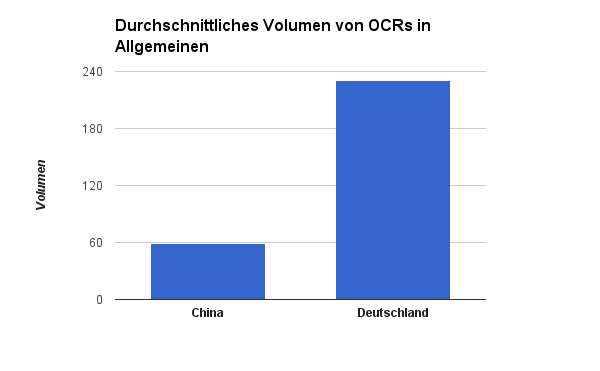 Durchschnittliches Volumen von OCRs in
Allgemeinen
240
180
120
60
0
Volumen
China
Deutschland